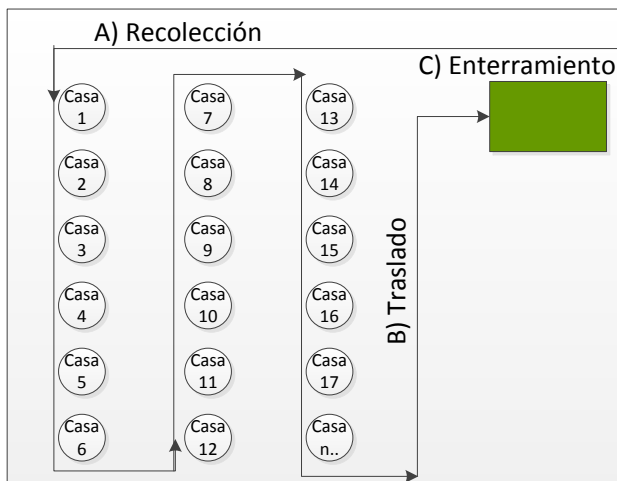 A) Recolección
C) Enterramiento
Casa
1
Casa
2
Casa
3
Casa
4
Casa
5
Casa
6
Casa
7
Casa
8
Casa
9
Casa
10
Casa
11
Casa
12
Casa
13
Casa
14
Casa
15
Casa
16
Casa
17
Casa
n..
B) Traslado